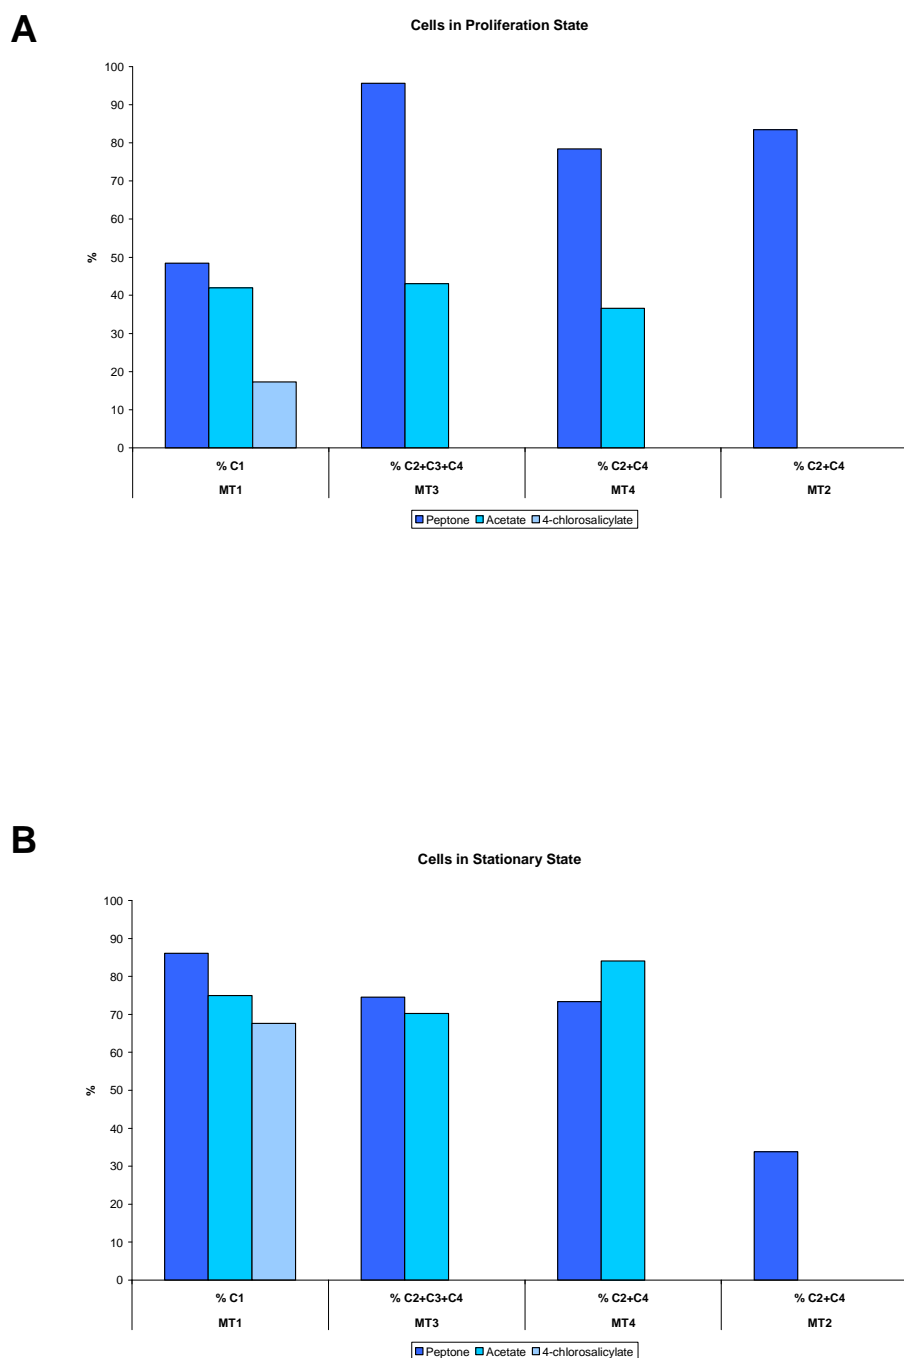 A
Cells in Proliferation State
100
90
80
70
60
50
40
30
20
10
0
%
% C1 % C2+C3+C4 % C2+C4 % C2+C4
MT1 MT3 MT4 MT2
Peptone Acetate 4-chlorosalicylate
B
Cells in Stationary State
100
90
80
70
60
50
40
30
20
10
0
%
% C1 % C2+C3+C4 % C2+C4 % C2+C4
MT1 MT3 MT4 MT2
Peptone Acetate 4-chlorosalicylate